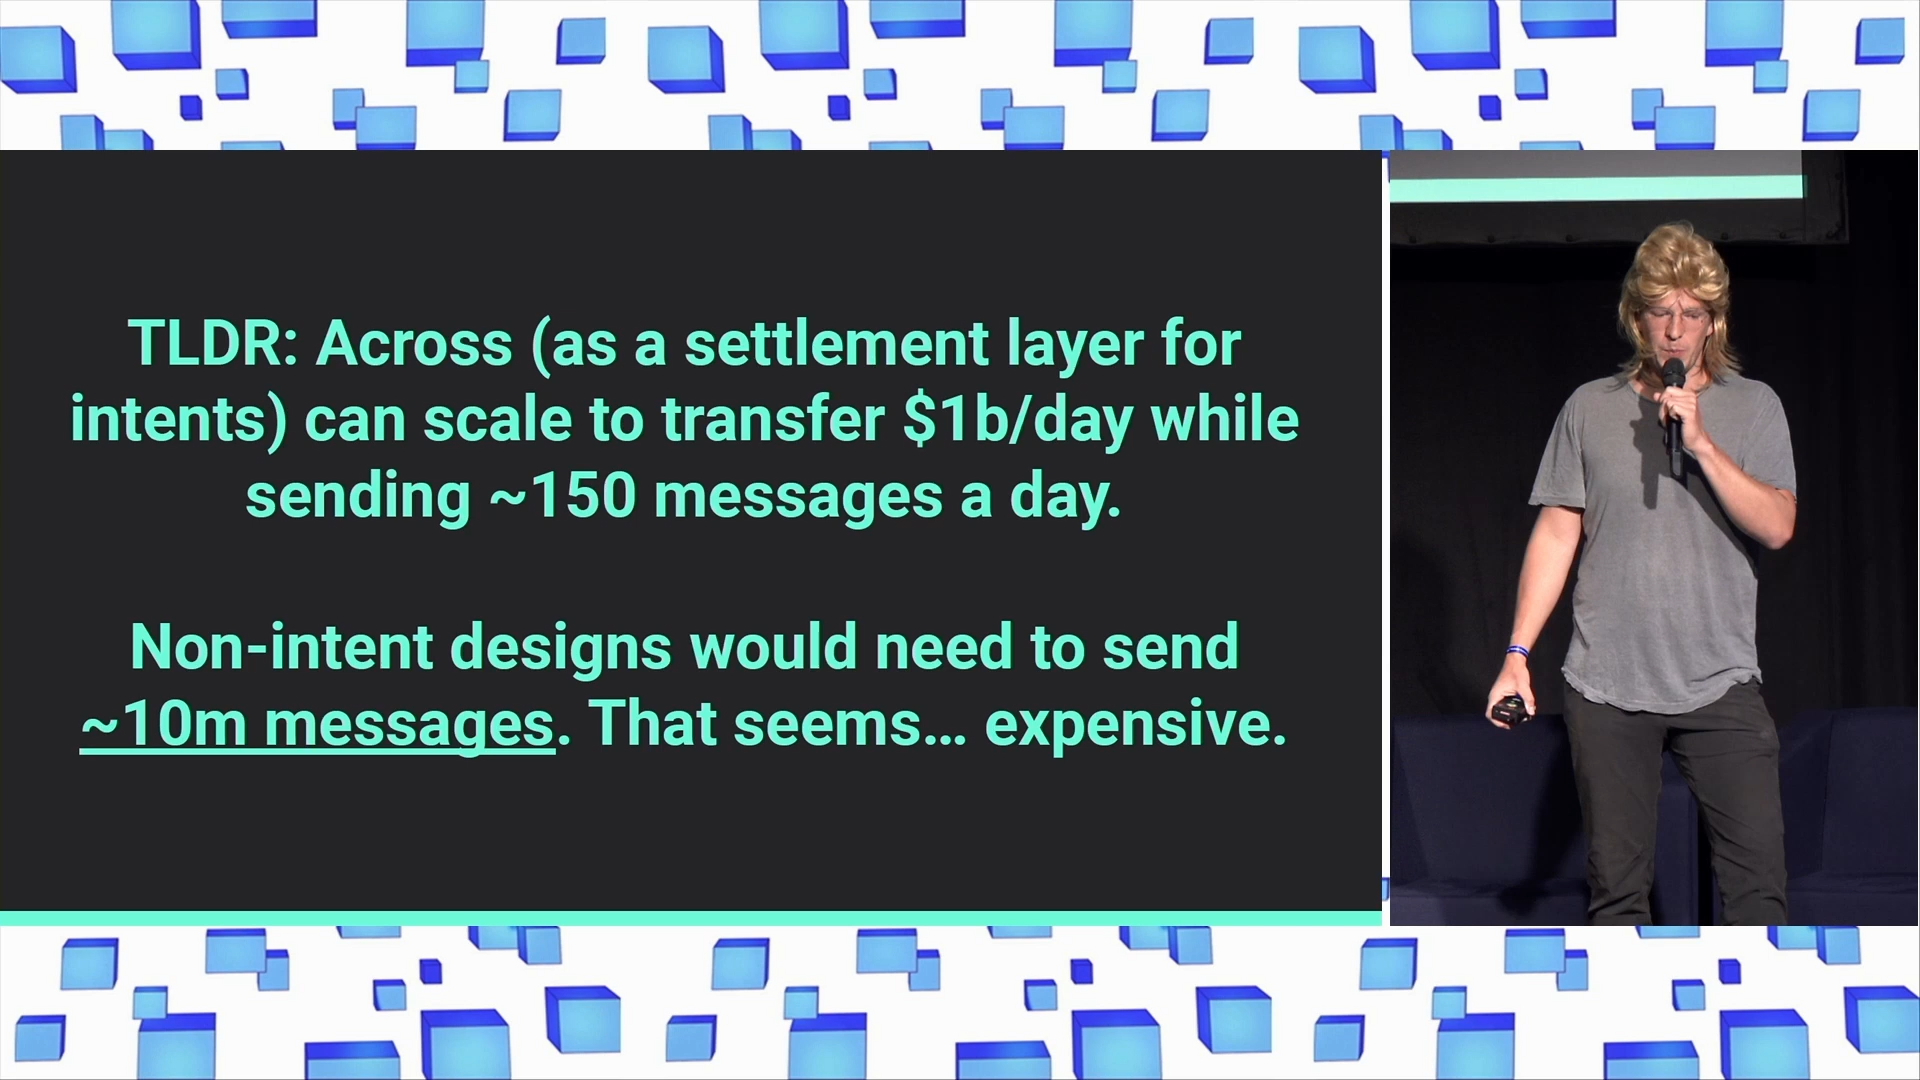 TLDR: Across (as a settlement layer for
intents) can scale to transfer $1b/day while
sending ~150 messages a day.
Non-intent designs would need to send
~10m messages. That seems... expensive.